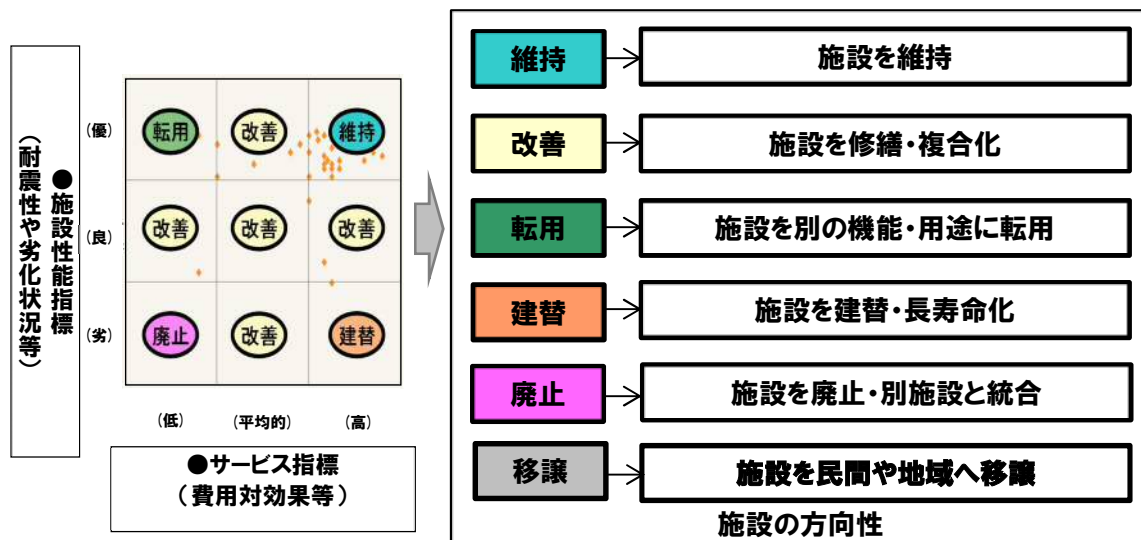 ●施設性能指標
（耐震性や劣化状況等）
(優)
(良)
(劣)
転用
改善
維持
改善
改善
改善
廃止
改善
建替
(低)
(平均的)
(高)
●サービス指標
（費用対効果等）
維持
施設を維持
改善
施設を修繕・複合化
転用
施設を別の機能・用途に転用
建替
施設を建替・長寿命化
廃止
施設を廃止・別施設と統合
移譲
施設を民間や地域へ移譲
施設の方向性